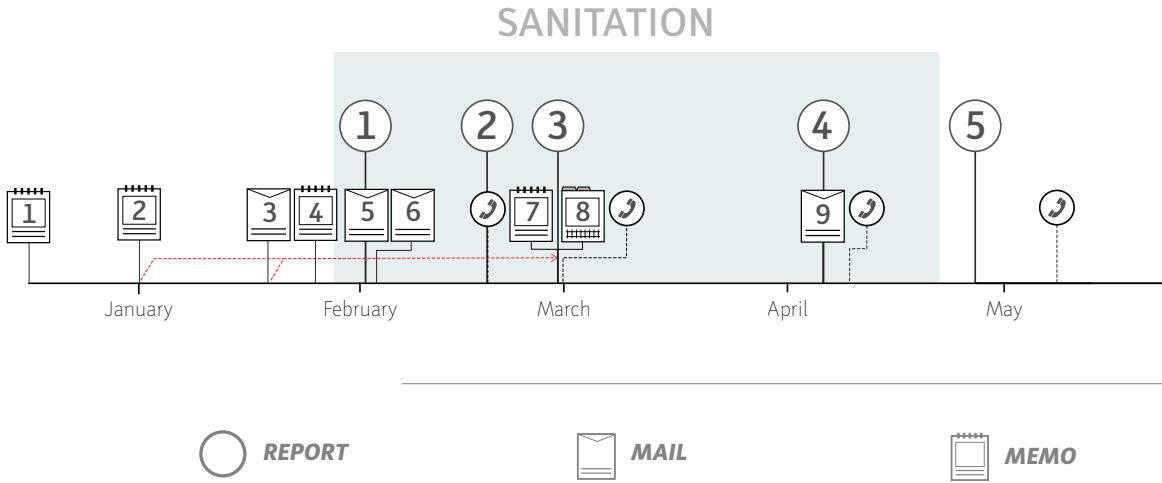 SANITATION
1 2 3 4 5
1 2 3 4 5 6 7 8 9
January February March April May
REPORT MAIL MEMO